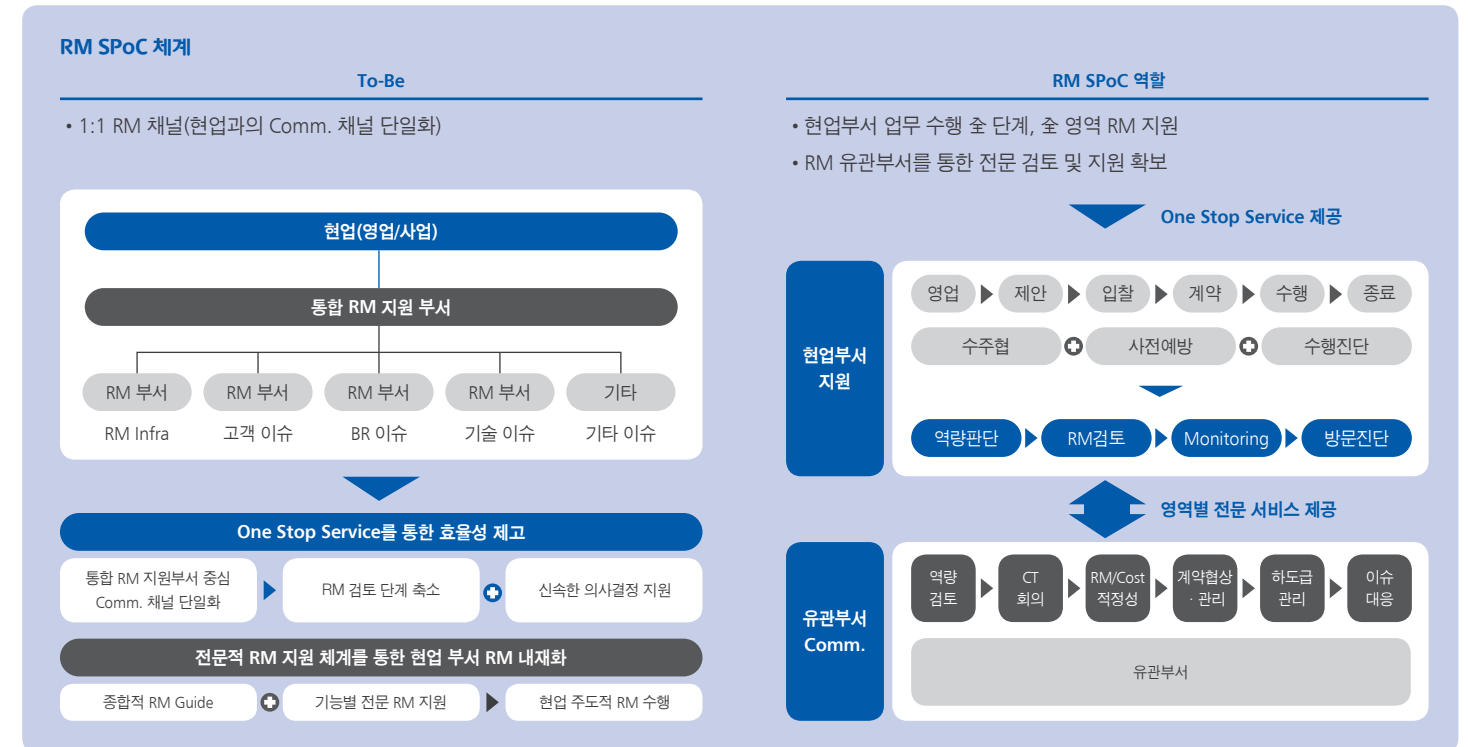 RM SPoC 체계
To-Be
• 1:1 RM 채널(현업과의 Comm. 채널 단일화)
현업(영업/사업)
통합 RM 지원 부서
RM 부서 RM 부서 RM 부서 RM 부서 기타
RM Infra 고객 이슈 BR 이슈 기술 이슈 기타 이슈
One Stop Service를 통한 효율성 제고
통합 RM 지원부서 중심
Comm. 채널 단일화
RM 검토 단계 축소
신속한 의사결정 지원
전문적 RM 지원 체계를 통한 현업 부서 RM 내재화
종합적 RM Guide 기능별 전문 RM 지원 현업 주도적 RM 수행
RM SPoC 역할
• 현업부서 업무 수행 全 단계, 全 영역 RM 지원
• RM 유관부서를 통한 전문 검토 및 지원 확보
One Stop Service 제공
현업부서
지원
영업 제안 입찰 계약 수행 종료
수주협 사전예방 수행진단
역량판단 RM검토 Monitoring 방문진단
영역별 전문 서비스 제공
유관부서
Comm.
역량
검토
CT
회의
RM/Cost
적정성
계약협상
· 관리
하도급
관리
이슈
대응
유관부서